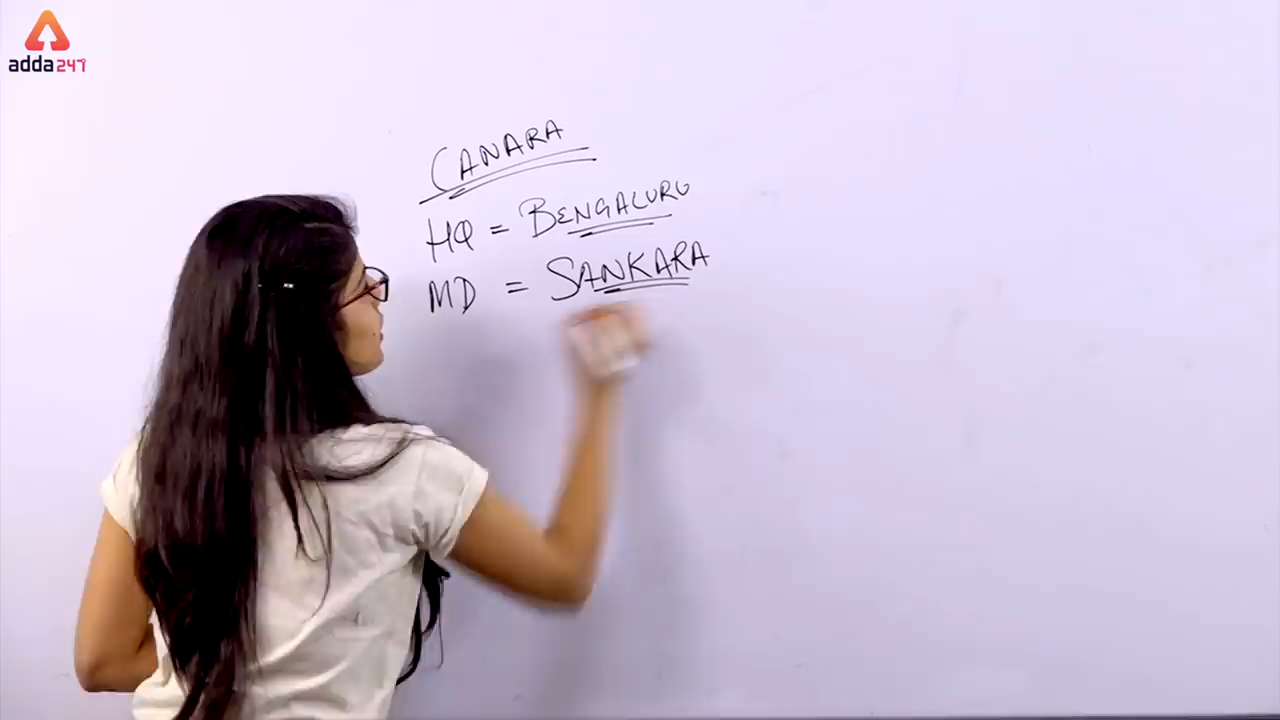 adda247
CANARA
HQ = BENGALURU
MD = SANKARA